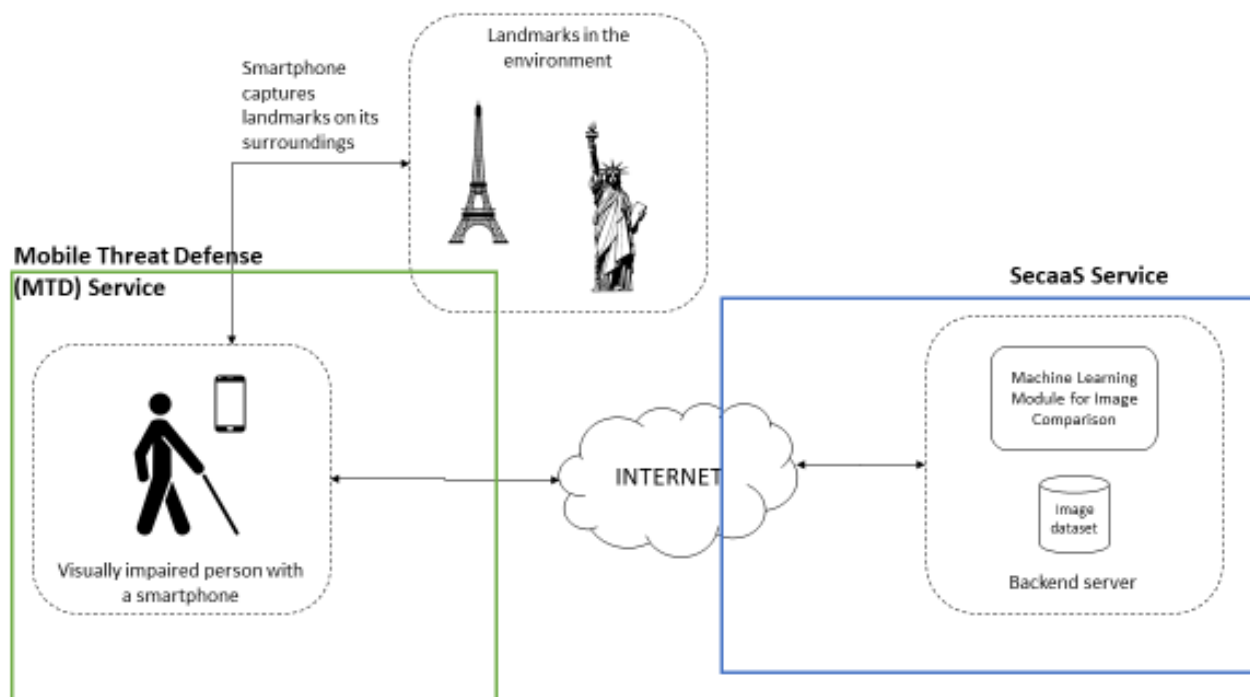 Landmarks in the
environment
Smartphone
captures
landmarks on its
surroundings
Mobile Threat Defense
(MTD) Service
SecaaS Service
Machine Learning
Module for Image
Comparison
INTERNET
Image
dataset
Visually impaired person with
a smartphone
Backend server